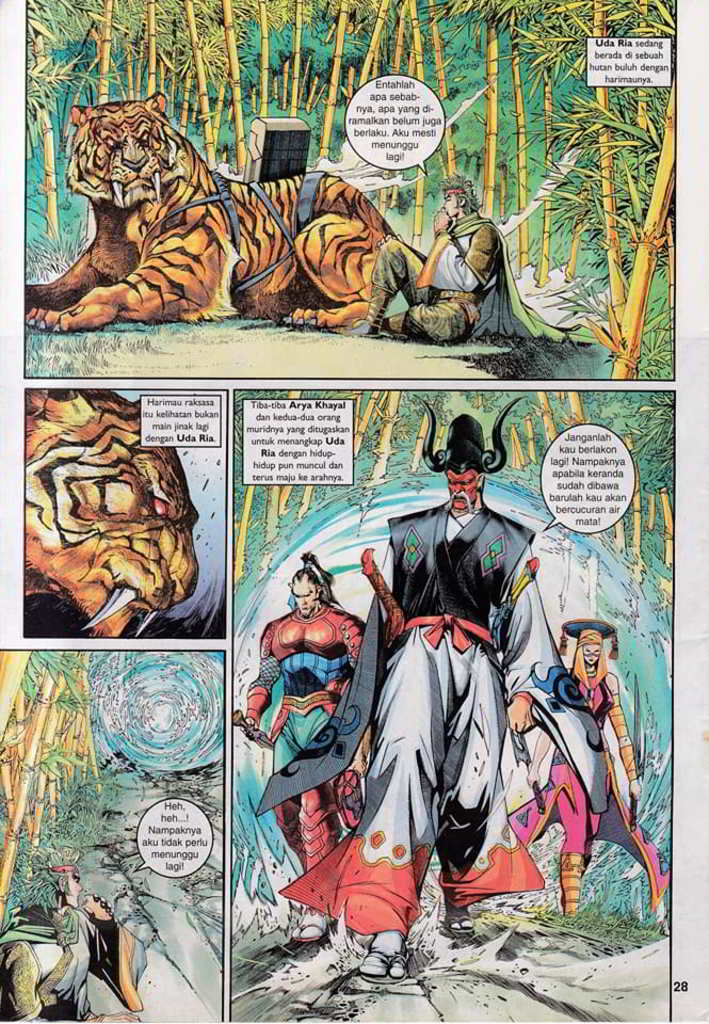 Uda Ria sedang
berada di sebuah
hutan buluh dengan
harimaunya.
Entahlah
apa sebab-
nya, apa yang di-
ramalkan belum juga
berlaku. Aku mesti
menunggu
lagi!
Harimau raksasa
itu kelihatan bukan
main jinak lagi
dengan Uda Ria.
Tiba-tiba Arya Khayal
dan kedua-dua orang
muridnya yang ditugaskan
untuk menangkap Uda
Ria dengan hidup-
hidup pun muncul dan
terus maju ke arahnya.
Janganlah
kau berlakon
lagi! Nampaknya
apabila keranda
sudah dibawa
barulah kau akan
bercucuran air
mata!
Heh,
heh...!
Nampaknya
aku tidak perlu
menunggu
lagi!
28